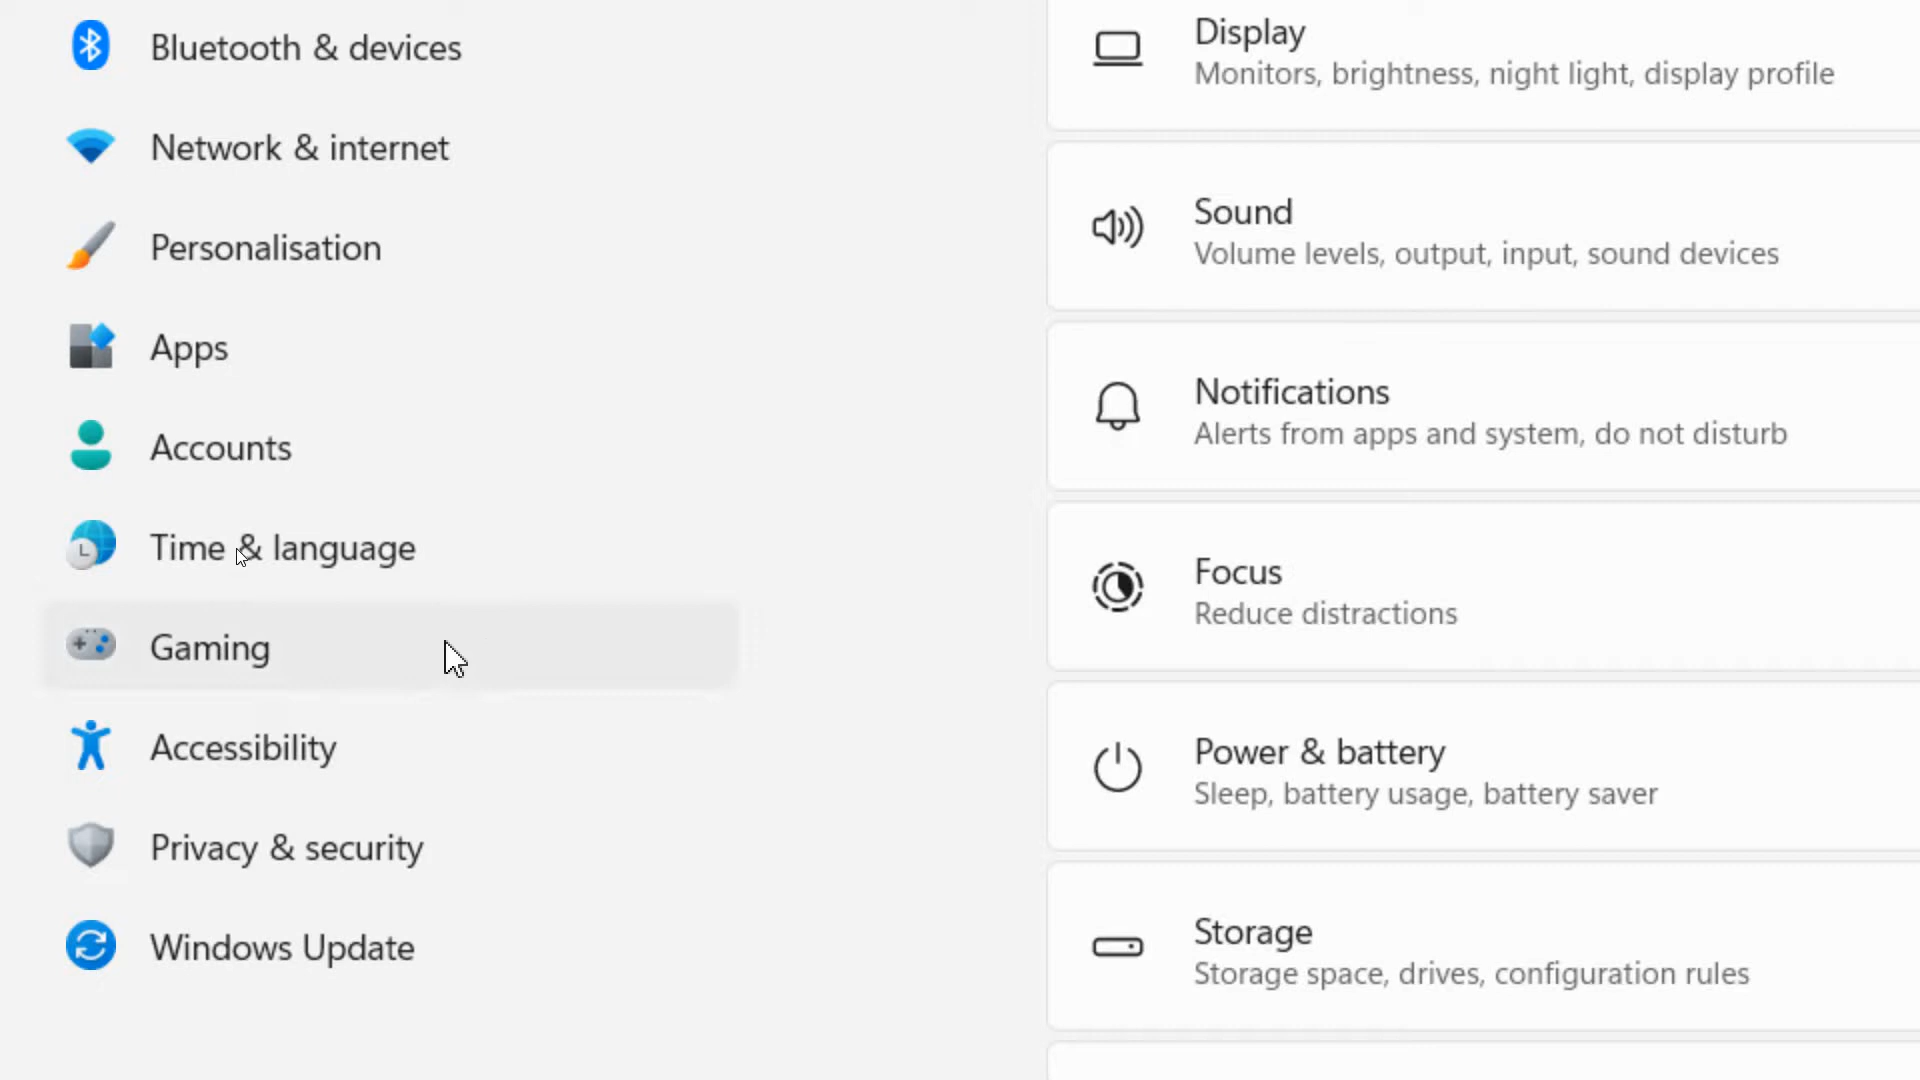 Bluetooth & devices
Network & internet
Personalisation
Apps
Accounts
Time & language
Gaming
Accessibility
Privacy & security
Windows Update
Display
Monitors, brightness, night light, display profile
Sound
Volume levels, output, input, sound devices
Notifications
Alerts from apps and system, do not disturb
Focus
Reduce distractions
Power & battery
Sleep, battery usage, battery saver
Storage
Storage space, drives, configuration rules